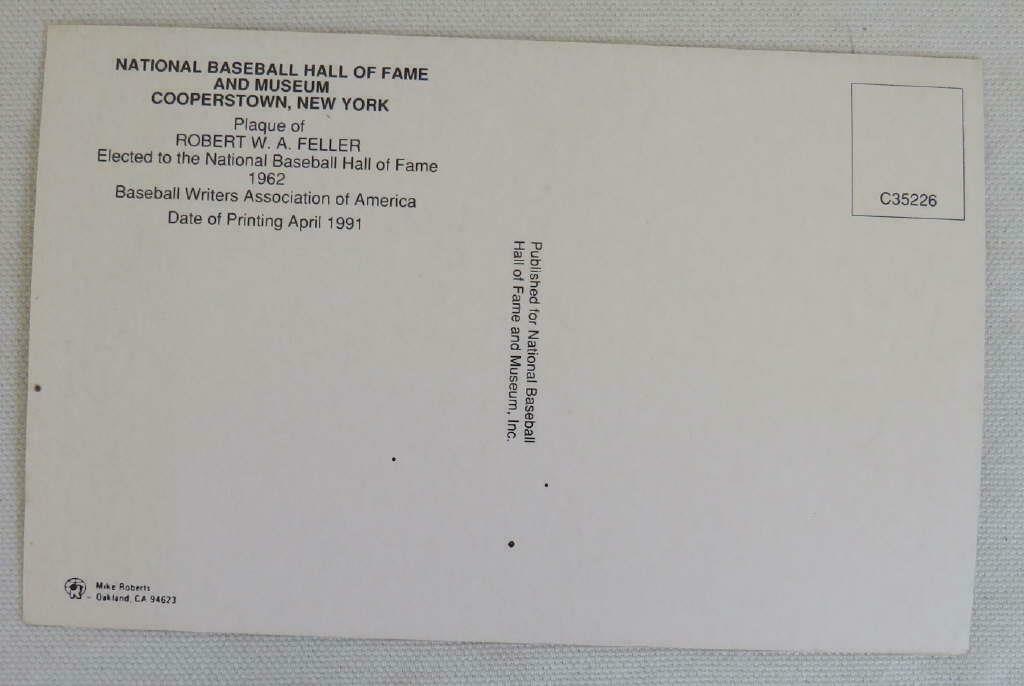 NATIONAL BASEBALL HALL OF FAME
AND MUSEUM
COOPERSTOWN, NEW YORK
Plaque of
ROBERT W. A. FELLER
Elected to the National Baseball Hall of Fame
1962
Baseball Writers Association of America
Date of Printing April 1991
C35226
Published for National Baseball
Hall of Fame and Museum, Inc.
Mike Roberts
Oakland, CA 94623